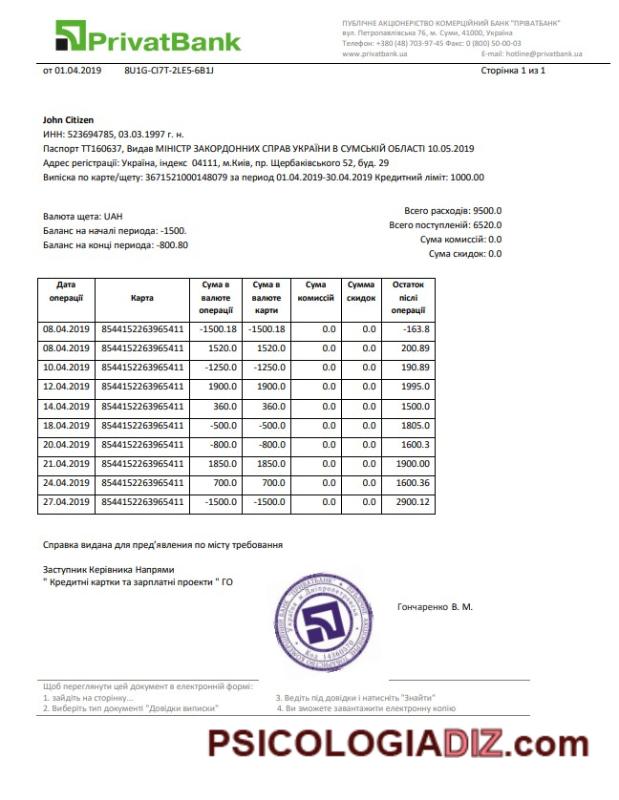 PrivatBank
ПУБЛІЧНЕ АКЦІОНЕРІСТВО КОМЕРЦІЙНИЙ БАНК "ПРІВАТБАНК"
вул. Петропавлівська 76, м. Суми, 41000, Україна
Телефон: +380 (48) 703-97-45 Факс: 0 (800) 50-00-03
www.privatbank.ua E-mail: hotline@privatbank.ua
от 01.04.2019 8U1G-CI7T-2LE5-6B1J Сторінка 1 из 1
John Citizen
ИНН: 523694785, 03.03.1997 г. н.
Паспорт ТТ160637, Видав МІНІСТР ЗАКОРДОННИХ СПРАВ УКРАЇНИ В СУМСЬКІЙ ОБЛАСТІ 10.05.2019
Адрес регістрації: Україна, індекс 04111, м.Київ, пр. Щербаківського 52, буд. 29
Випіска по карте/щету: 3671521000148079 за период 01.04.2019-30.04.2019 Кредитний ліміт: 1000.00
Валюта щета: UAH
Баланс на началі периода: -1500.
Баланс на конці периода: -800.80
Всего расходів: 9500.0
Всего поступленій: 6520.0
Сума комиссій: 0.0
Сума скидок: 0.0
Дата операції Карта Сума в валюте операції Сума в валюте карти Сума комиссій Сумма скидок Остаток після операції
08.04.2019 8544152263965411 -1500.18 -1500.18 0.0 0.0 -163.8
08.04.2019 8544152263965411 1520.0 1520.0 0.0 0.0 200.89
10.04.2019 8544152263965411 -1250.0 -1250.0 0.0 0.0 190.89
12.04.2019 8544152263965411 1900.0 1900.0 0.0 0.0 1995.0
14.04.2019 8544152263965411 360.0 360.0 0.0 0.0 1500.0
18.04.2019 8544152263965411 -500.0 -500.0 0.0 0.0 1805.0
20.04.2019 8544152263965411 -800.0 -800.0 0.0 0.0 1600.3
21.04.2019 8544152263965411 1850.0 1850.0 0.0 0.0 1900.00
24.04.2019 8544152263965411 700.0 700.0 0.0 0.0 1600.36
27.04.2019 8544152263965411 -1500.0 -1500.0 0.0 0.0 2900.12
Справка видана для пред'явления по місту требования
Заступник Керівника Напрями
" Кредитні картки та зарплатні проекти " ГО
Україна м Дніпропетровськ
Код 14360570
Гончаренко В. М.
Щоб переглянути цей документ в електронній формі:
1. зайдіть на сторінку...
2. Виберіть тип документі "Довідки виписки"
3. Ведіть під довідки і натисніть "Знайти"
4. Ви зможете завантажити електронну копію
PSICOLOGIADIZ.com